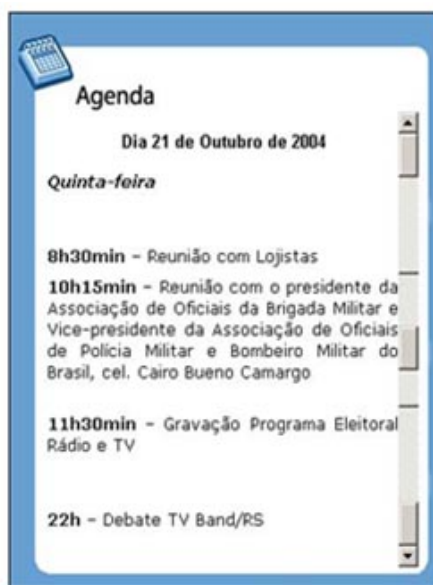 Agenda
Dia 21 de Outubro de 2004
Quinta-feira
8h30min – Reunião com Lojistas
10h15min – Reunião com o presidente da
Associação de Oficiais da Brigada Militar e
Vice-presidente da Associação de Oficiais
de Polícia Militar e Bombeiro Militar do
Brasil, cel. Cairo Bueno Camargo
11h30min – Gravação Programa Eleitoral
Rádio e TV
22h – Debate TV Band/RS